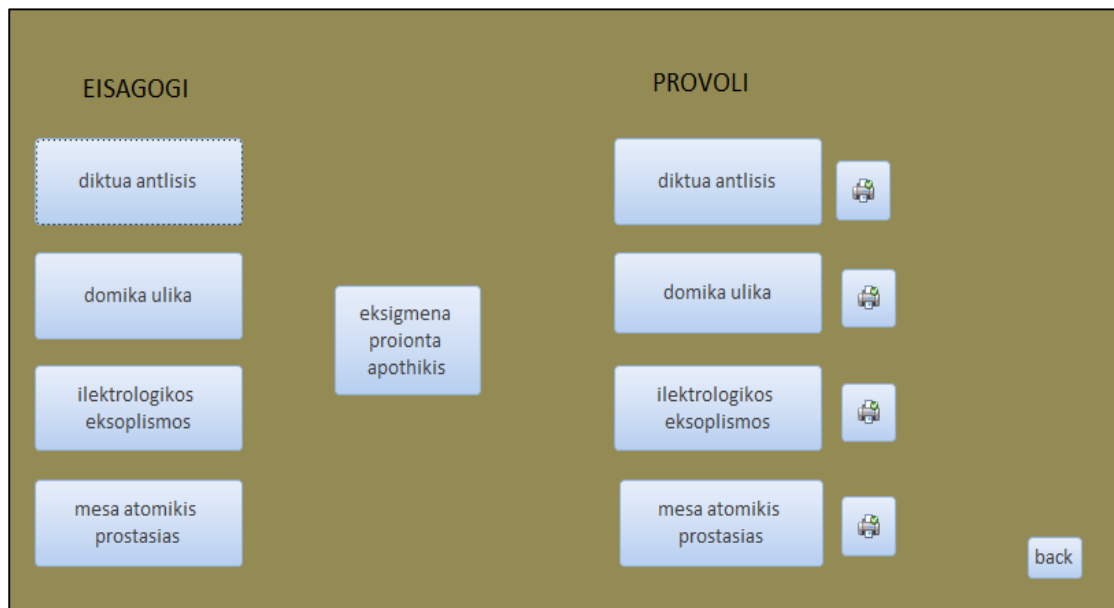 EISAGOGI
diktua antlisis
domika ulika
ilektrologikos
eksoplismos
mesa atomikis
prostasias
eksigmena
proionta
apothikis
PROVOLI
diktua antlisis
domika ulika
ilektrologikos
eksoplismos
mesa atomikis
prostasias
back